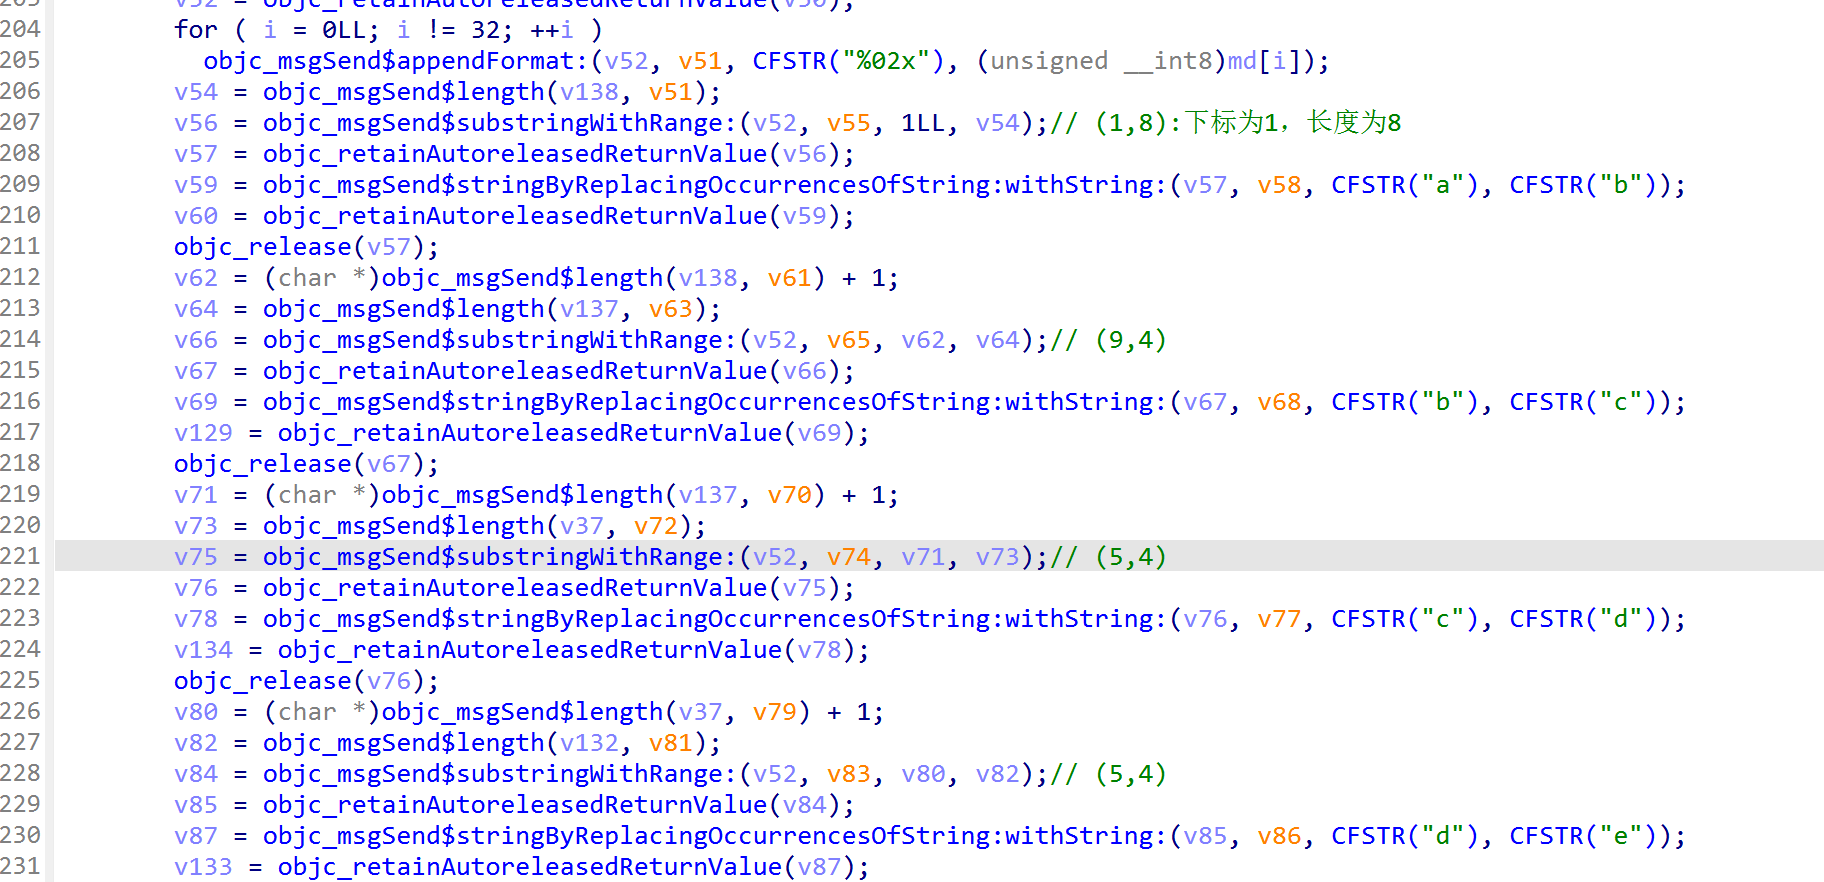 203 v52 = objc_retainAutoreleasedReturnValue(v50);
204 for ( i = 0LL; i != 32; ++i )
205 objc_msgSend$appendFormat:(v52, v51, CFSTR("%02x"), (unsigned __int8)md[i]);
206 v54 = objc_msgSend$length(v138, v51);
207 v56 = objc_msgSend$substringWithRange:(v52, v55, 1LL, v54);// (1,8):下标为1，长度为8
208 v57 = objc_retainAutoreleasedReturnValue(v56);
209 v59 = objc_msgSend$stringByReplacingOccurrencesOfString:withString:(v57, v58, CFSTR("a"), CFSTR("b"));
210 v60 = objc_retainAutoreleasedReturnValue(v59);
211 objc_release(v57);
212 v62 = (char *)objc_msgSend$length(v138, v61) + 1;
213 v64 = objc_msgSend$length(v137, v63);
214 v66 = objc_msgSend$substringWithRange:(v52, v65, v62, v64);// (9,4)
215 v67 = objc_retainAutoreleasedReturnValue(v66);
216 v69 = objc_msgSend$stringByReplacingOccurrencesOfString:withString:(v67, v68, CFSTR("b"), CFSTR("c"));
217 v129 = objc_retainAutoreleasedReturnValue(v69);
218 objc_release(v67);
219 v71 = (char *)objc_msgSend$length(v137, v70) + 1;
220 v73 = objc_msgSend$length(v37, v72);
221 v75 = objc_msgSend$substringWithRange:(v52, v74, v71, v73);// (5,4)
222 v76 = objc_retainAutoreleasedReturnValue(v75);
223 v78 = objc_msgSend$stringByReplacingOccurrencesOfString:withString:(v76, v77, CFSTR("c"), CFSTR("d"));
224 v134 = objc_retainAutoreleasedReturnValue(v78);
225 objc_release(v76);
226 v80 = (char *)objc_msgSend$length(v37, v79) + 1;
227 v82 = objc_msgSend$length(v132, v81);
228 v84 = objc_msgSend$substringWithRange:(v52, v83, v80, v82);// (5,4)
229 v85 = objc_retainAutoreleasedReturnValue(v84);
230 v87 = objc_msgSend$stringByReplacingOccurrencesOfString:withString:(v85, v86, CFSTR("d"), CFSTR("e"));
231 v133 = objc_retainAutoreleasedReturnValue(v87);